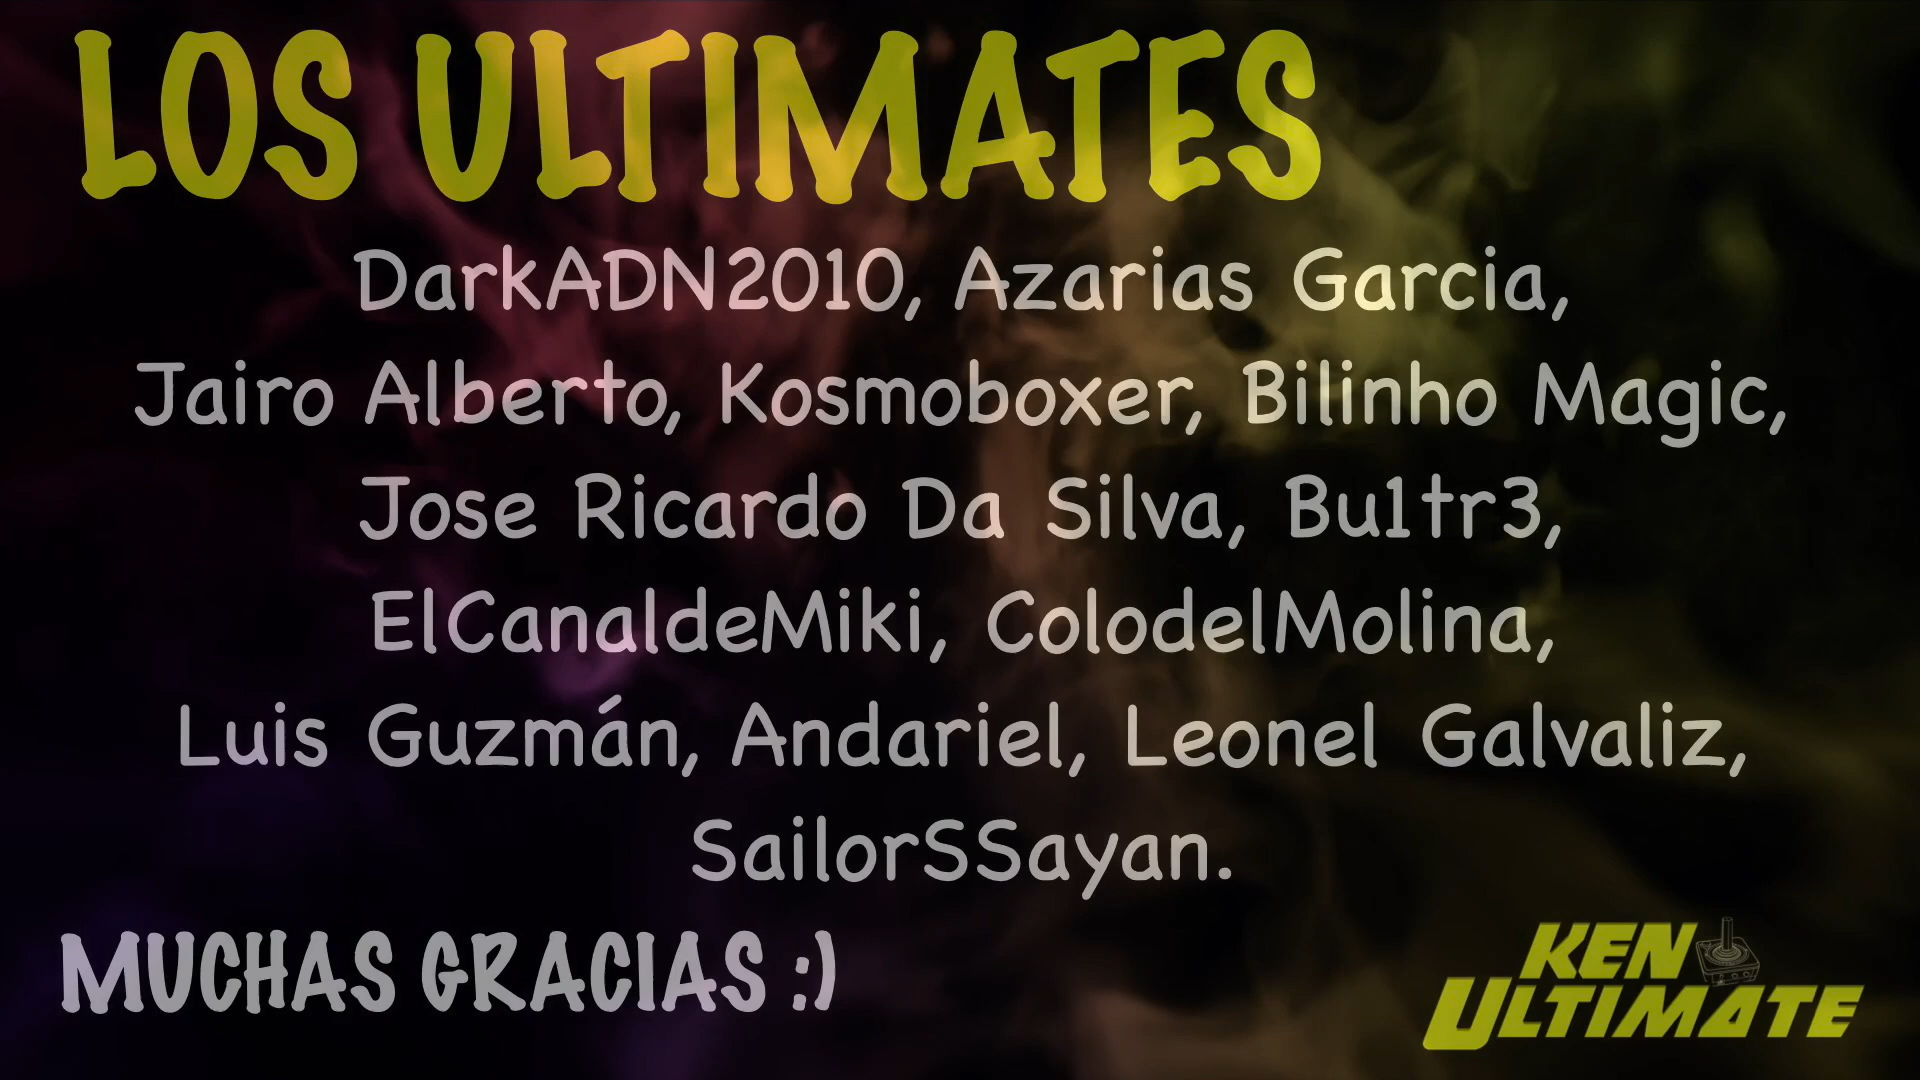 LOS ULTIMATES
DarkADN2010, Azarias Garcia,
Jairo Alberto, Kosmoboxer, Bilinho Magic,
Jose Ricardo Da Silva, Bu1tr3,
ElCanaldeMiki, ColodelMolina,
Luis Guzmán, Andariel, Leonel Galvaliz,
SailorSSayan.
MUCHAS GRACIAS :)
KEN
ULTIMATE